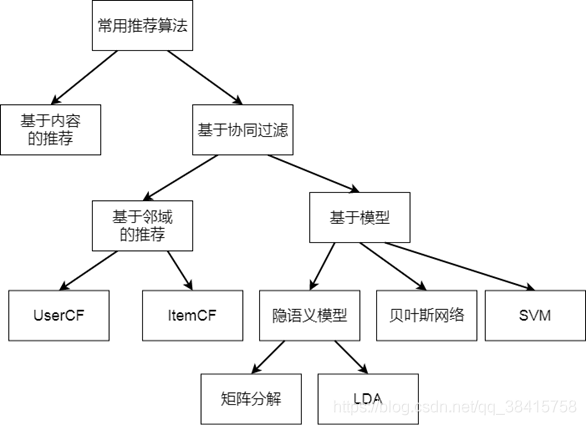 常用推荐算法
基于内容
的推荐
基于协同过滤
基于邻域
的推荐
基于模型
UserCF
ItemCF
隐语义模型
贝叶斯网络
SVM
矩阵分解
LDA
https://blog.csdn.net/qq_38415758